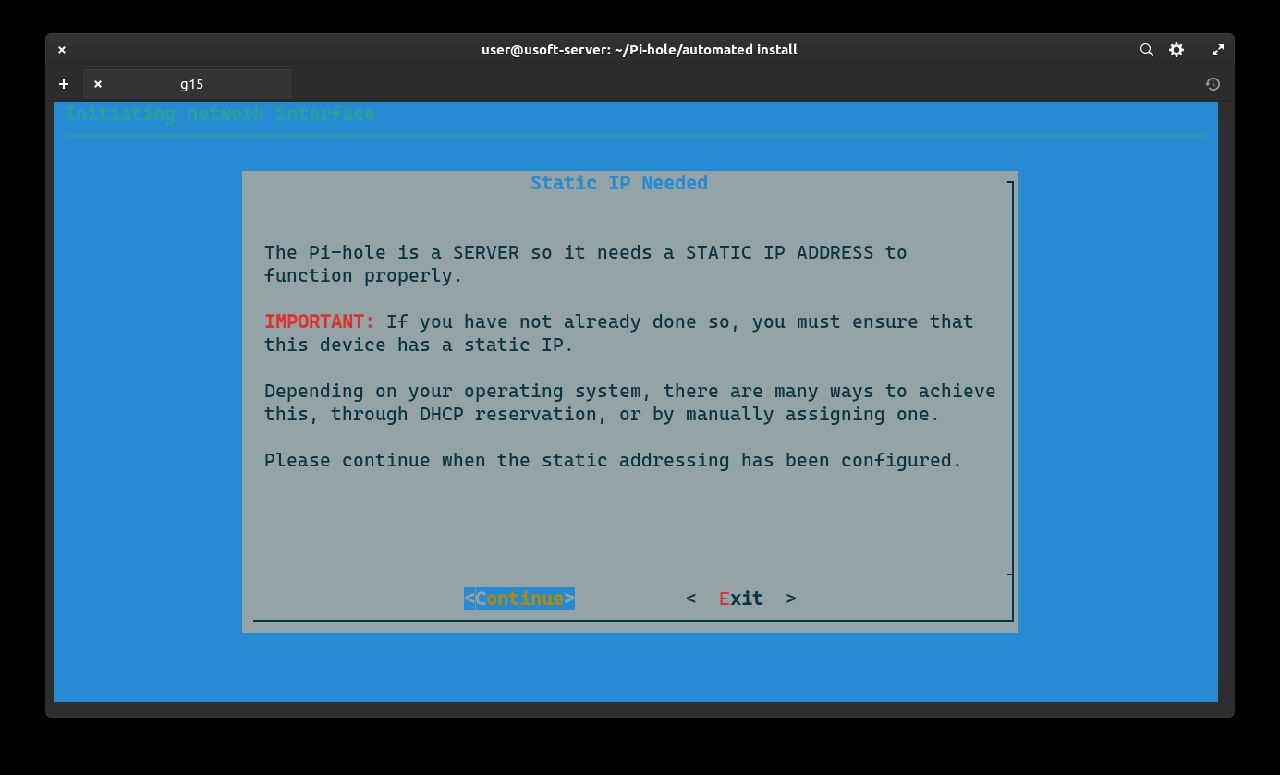 user@usoft-server: ~/Pi-hole/automated install
g15
Initiating network interface
Static IP Needed
The Pi-hole is a SERVER so it needs a STATIC IP ADDRESS to
function properly.
IMPORTANT: If you have not already done so, you must ensure that
this device has a static IP.
Depending on your operating system, there are many ways to achieve
this, through DHCP reservation, or by manually assigning one.
Please continue when the static addressing has been configured.
<Continue> < Exit >